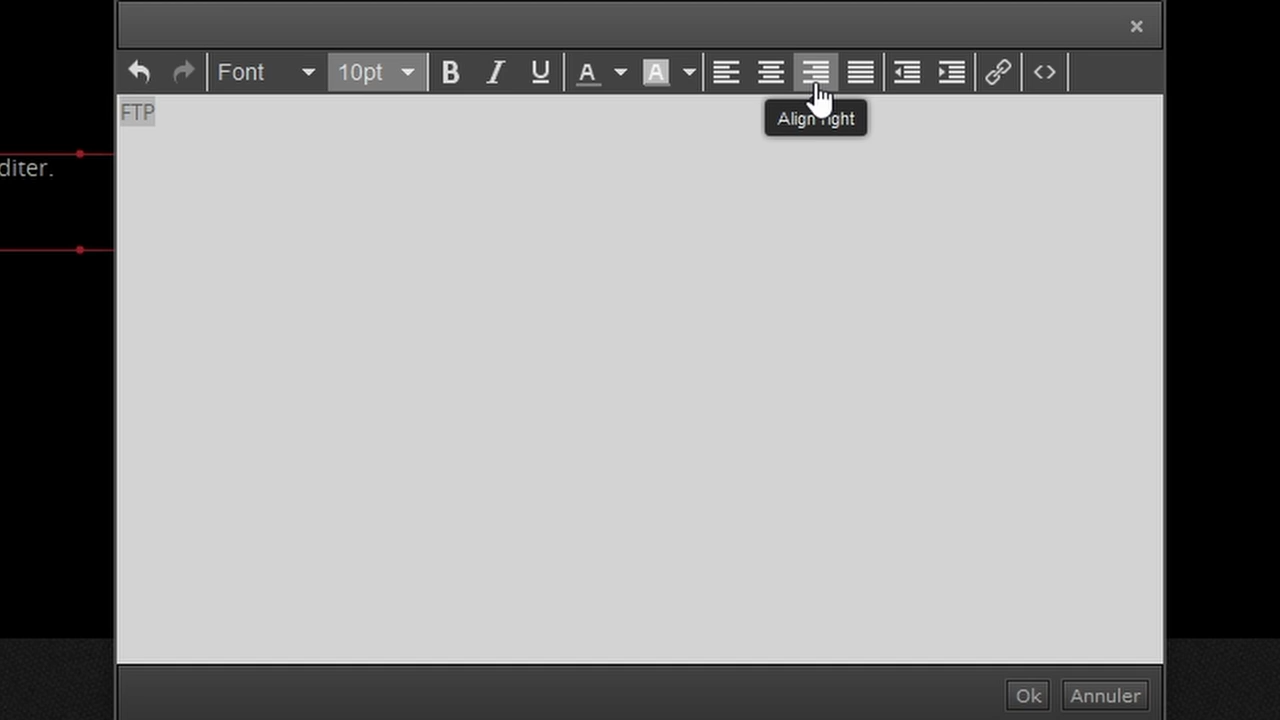 Font 10pt B I U A A
FTP
Align right
diter.
Ok Annuler